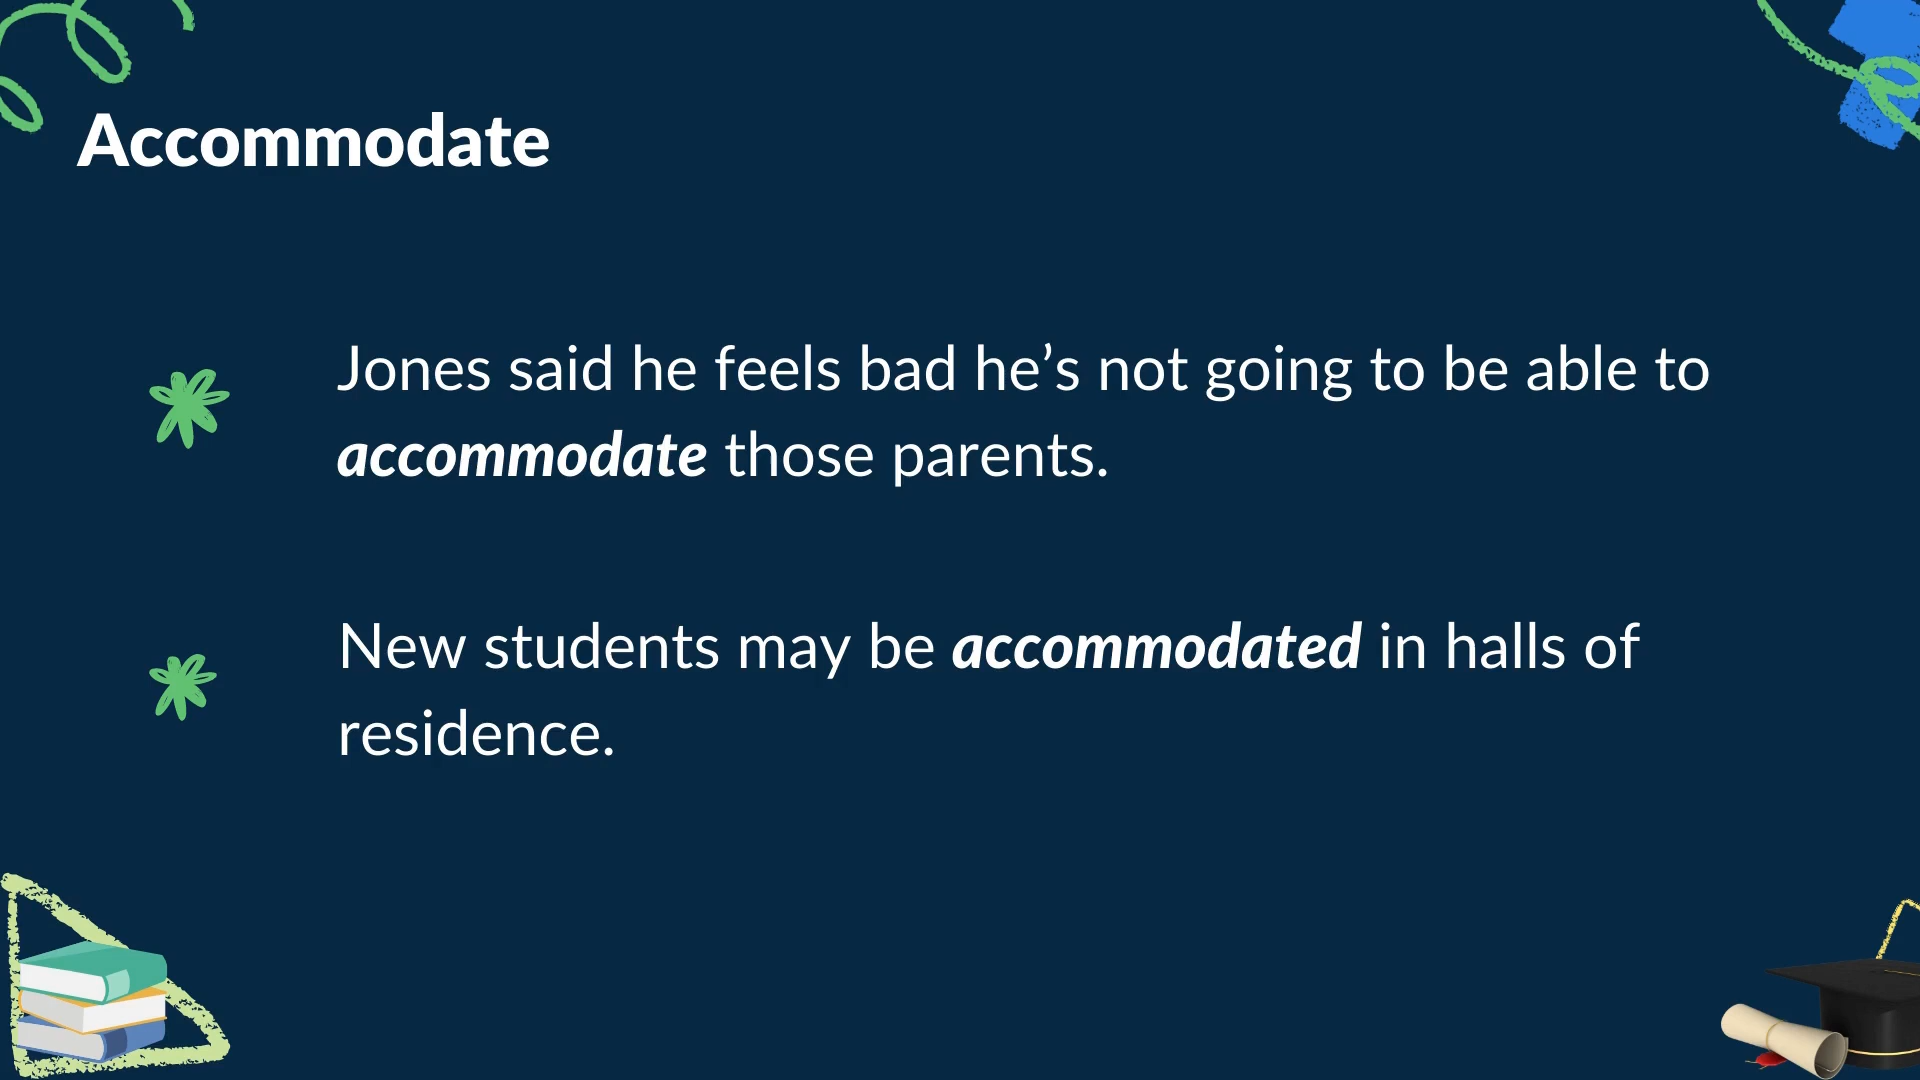 Accommodate
Jones said he feels bad he’s not going to be able to
accommodate those parents.
New students may be accommodated in halls of
residence.